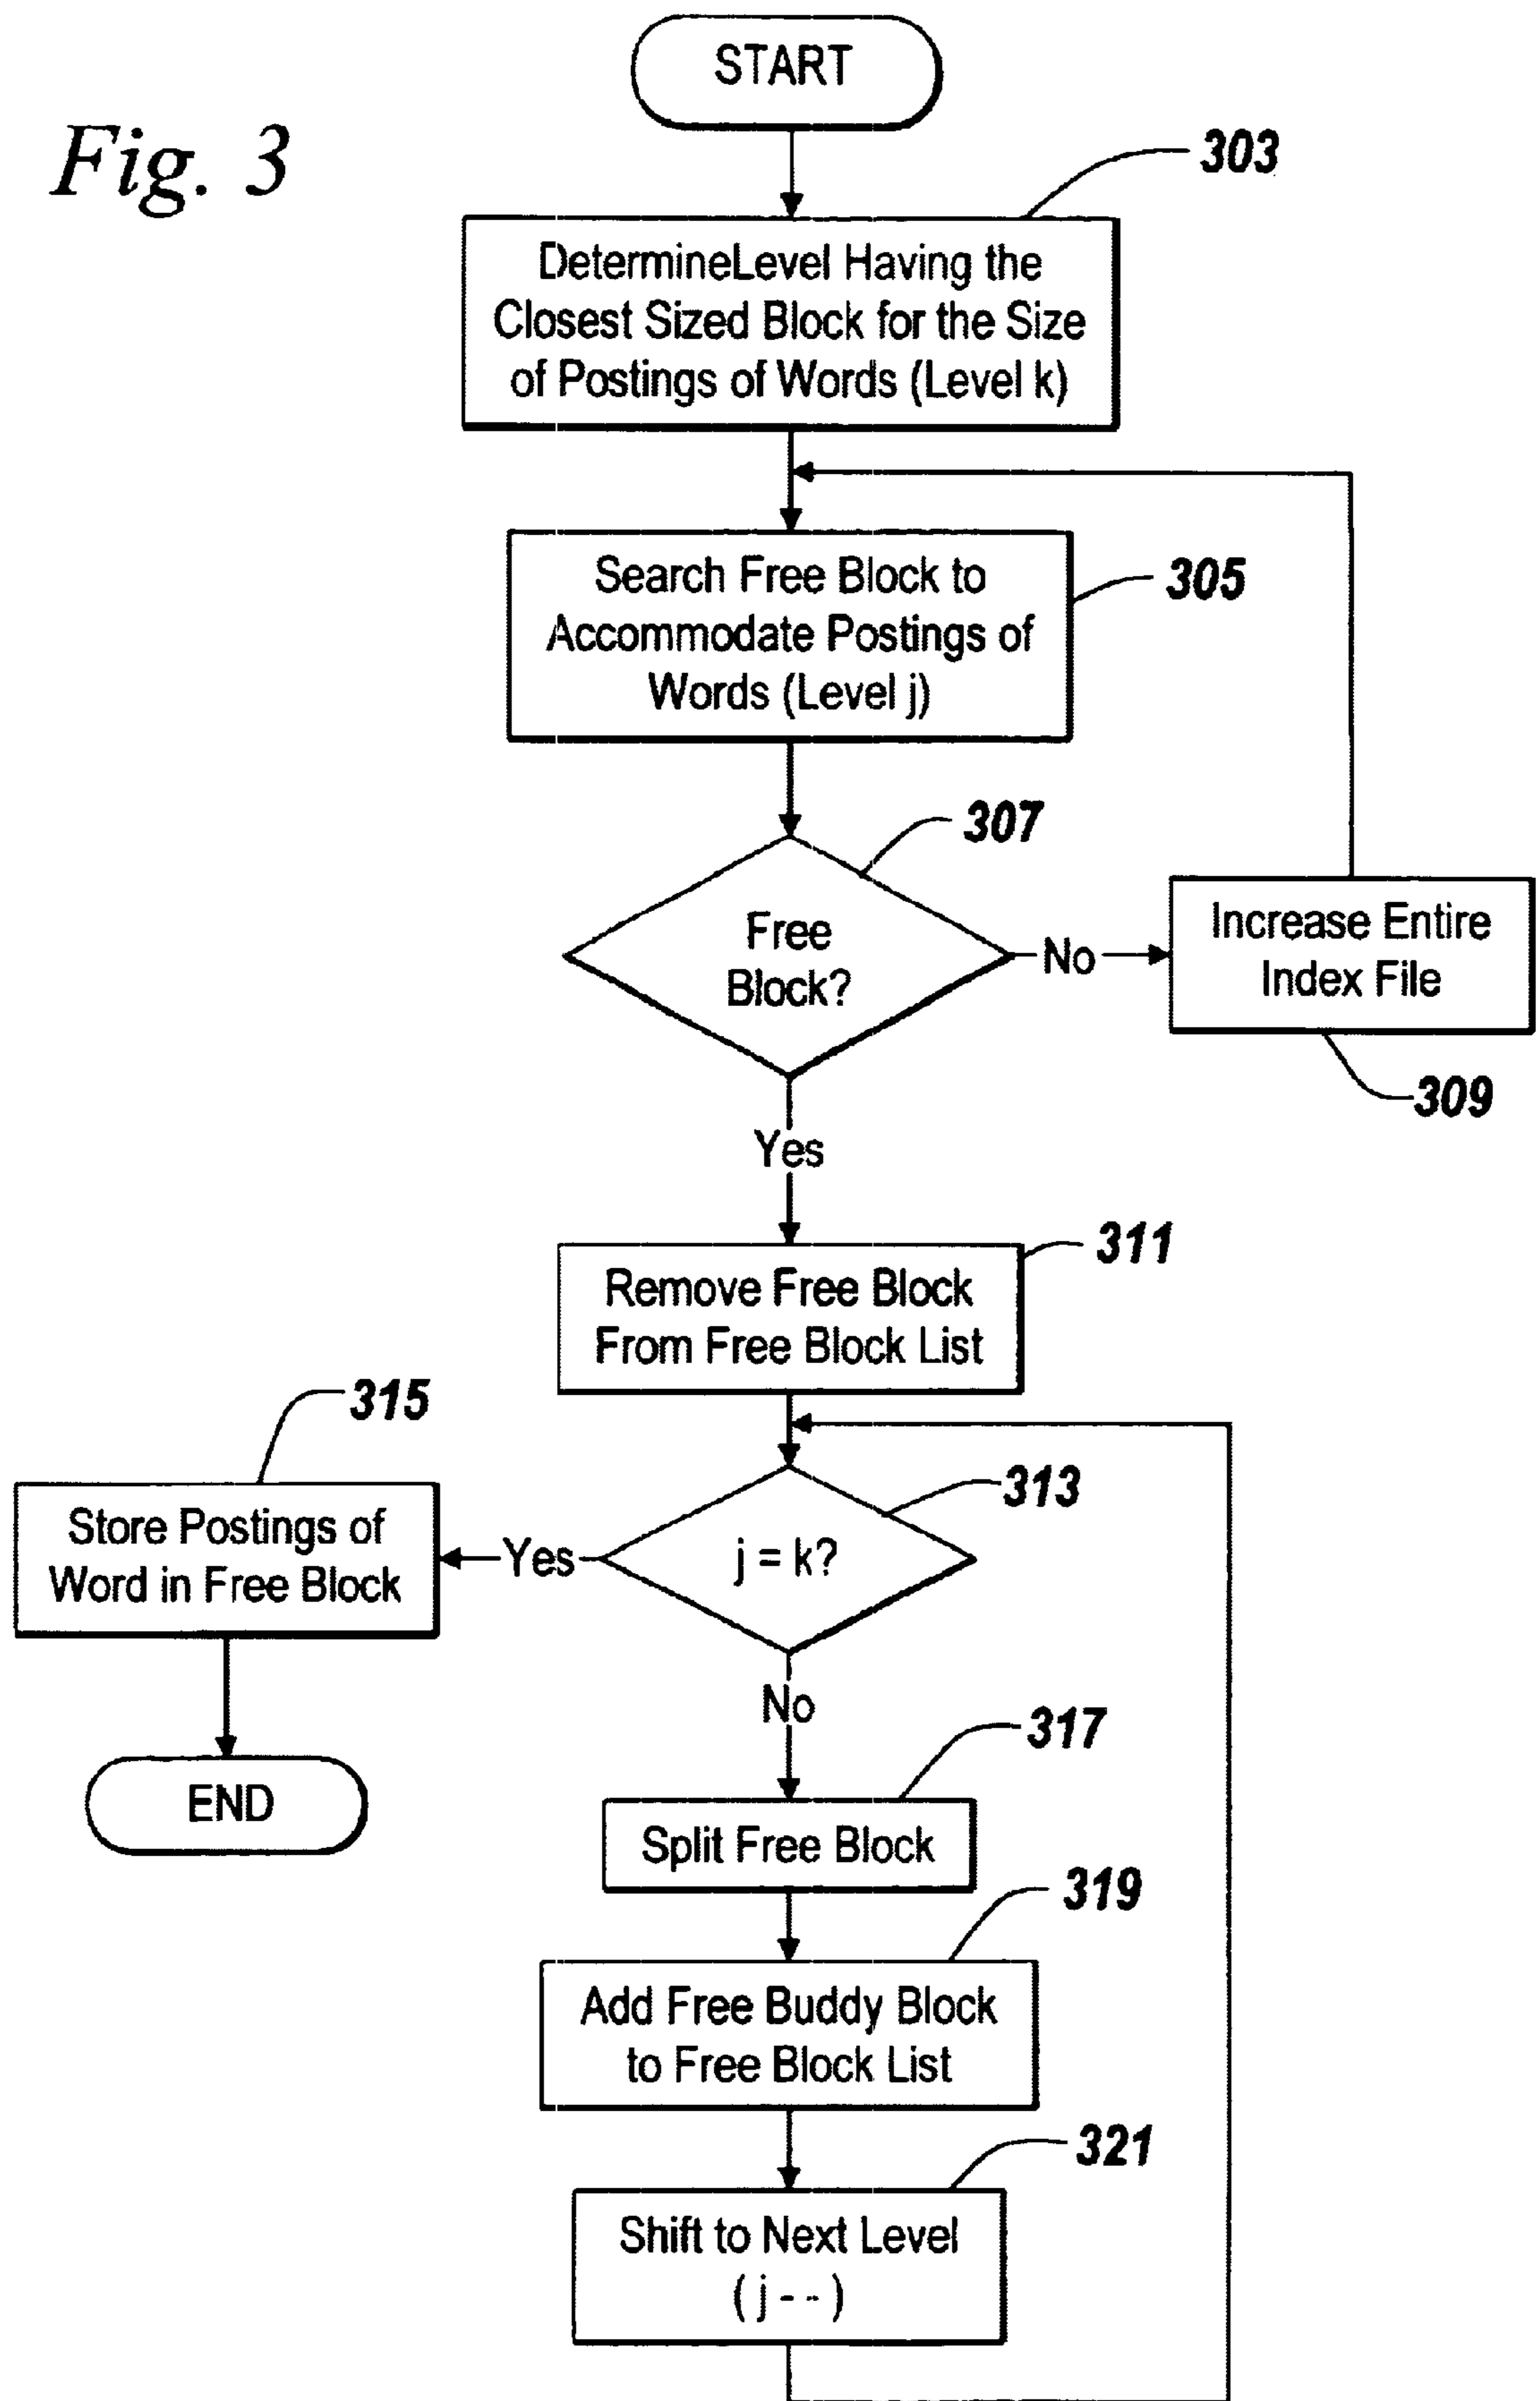 START
Fig. 3
303
DetermineLevel Having the
Closest Sized Block for the Size
of Postings of Words (Level k)
Search Free Block to
Accommodate Postings of
Words (Level j)
305
307
Free
Block?
No
Increase Entire
Index File
309
Yes
311
Remove Free Block
From Free Block List
315
313
Store Postings of
Word in Free Block
Yes
j = k?
No
END
317
Split Free Block
319
Add Free Buddy Block
to Free Block List
321
Shift to Next Level
( j - - )